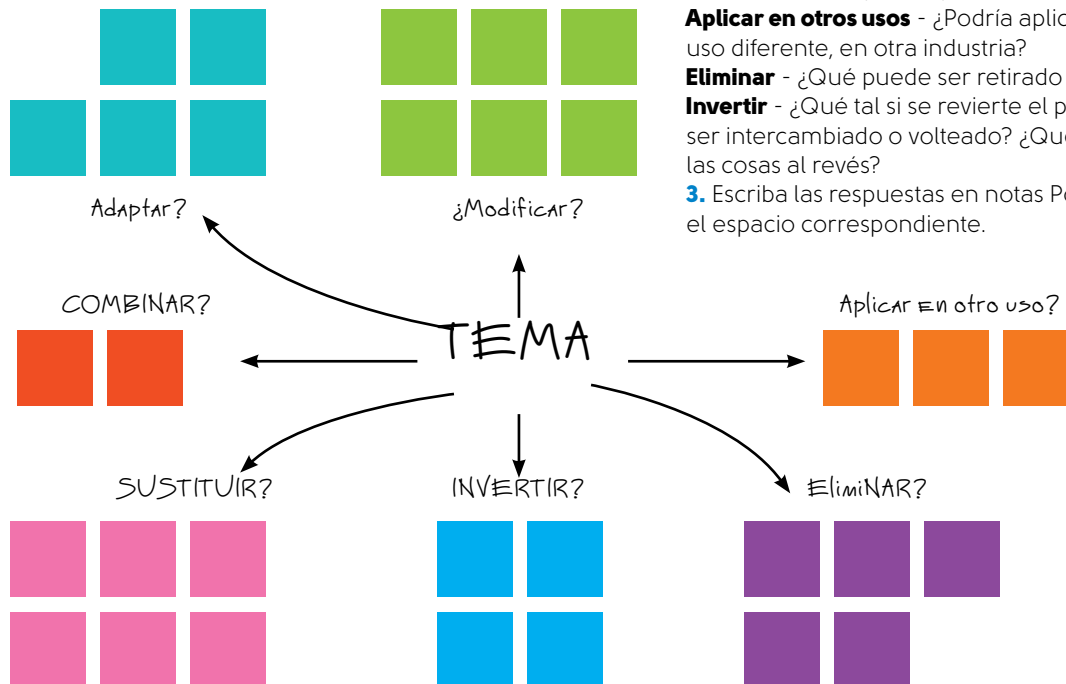 Aplicar en otros usos - ¿Podría aplic
uso diferente, en otra industria?
Eliminar - ¿Qué puede ser retirado
Invertir - ¿Qué tal si se revierte el p
ser intercambiado o volteado? ¿Qu
las cosas al revés?
3. Escriba las respuestas en notas P
el espacio correspondiente.
Adaptar?
¿Modificar?
COMBINAR?
TEMA
Aplicar En otro uso?
SUSTITUIR?
INVERTIR?
ElimiNAR?